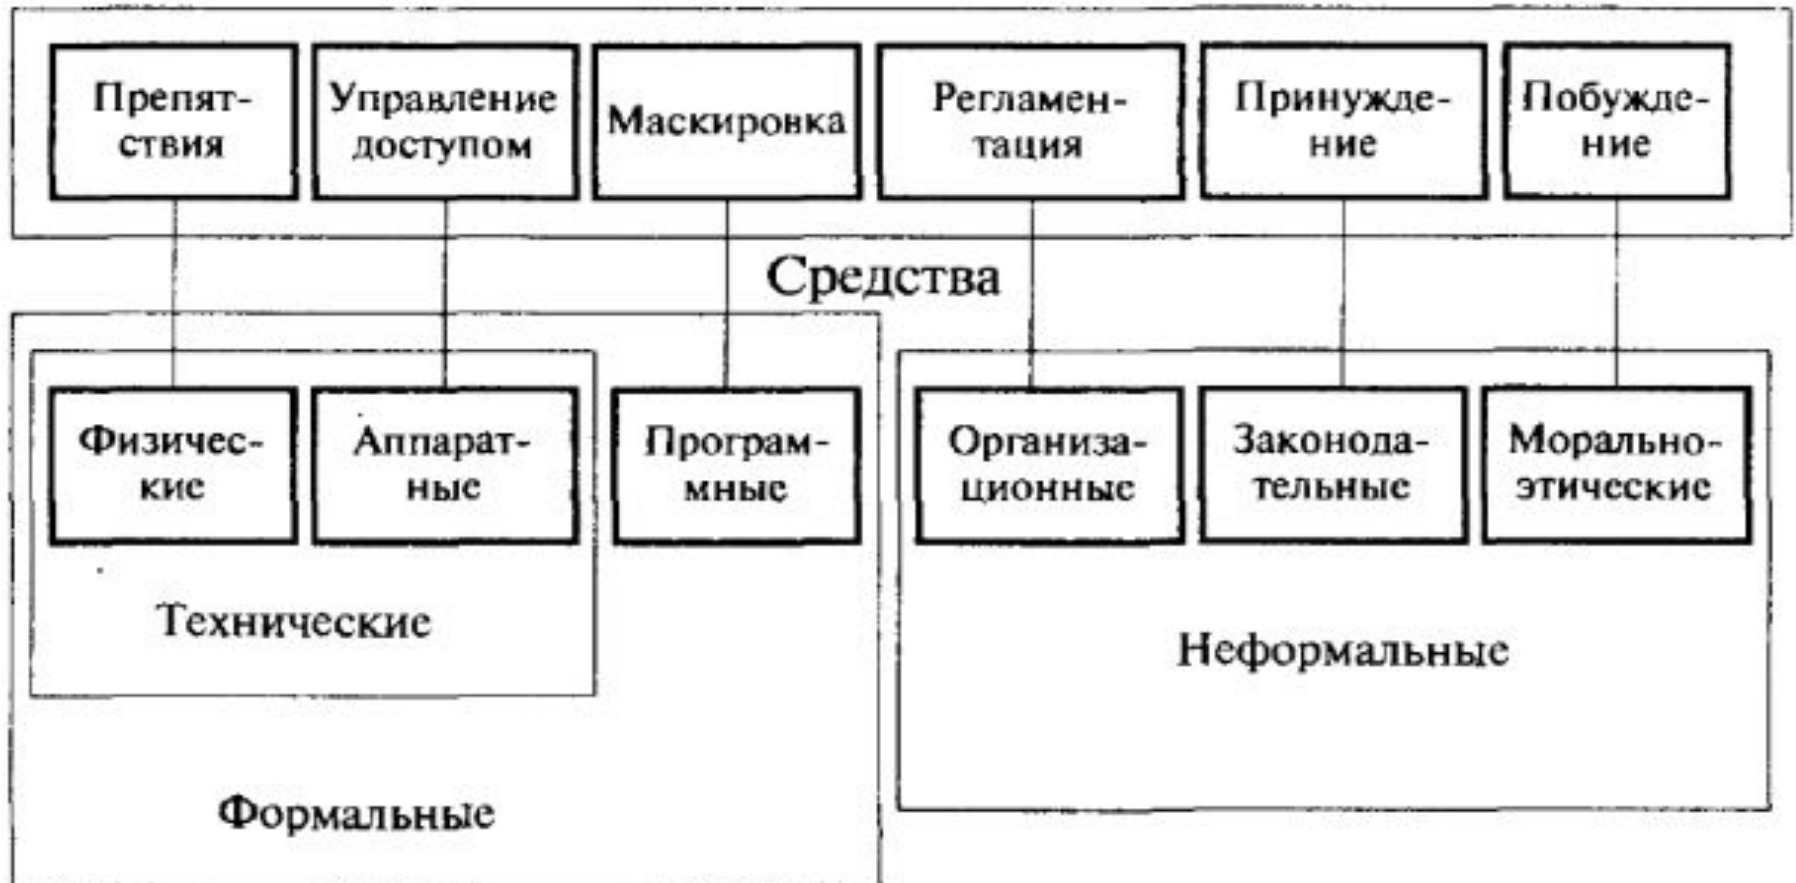 Препят-
ствия
Управление
доступом
Маскировка
Регламен-
тация
Принужде-
ние
Побужде-
ние
Средства
Физичес-
кие
Аппарат-
ные
Програм-
мные
Организа-
ционные
Законода-
тельные
Морально-
этические
Технические
Неформальные
Формальные